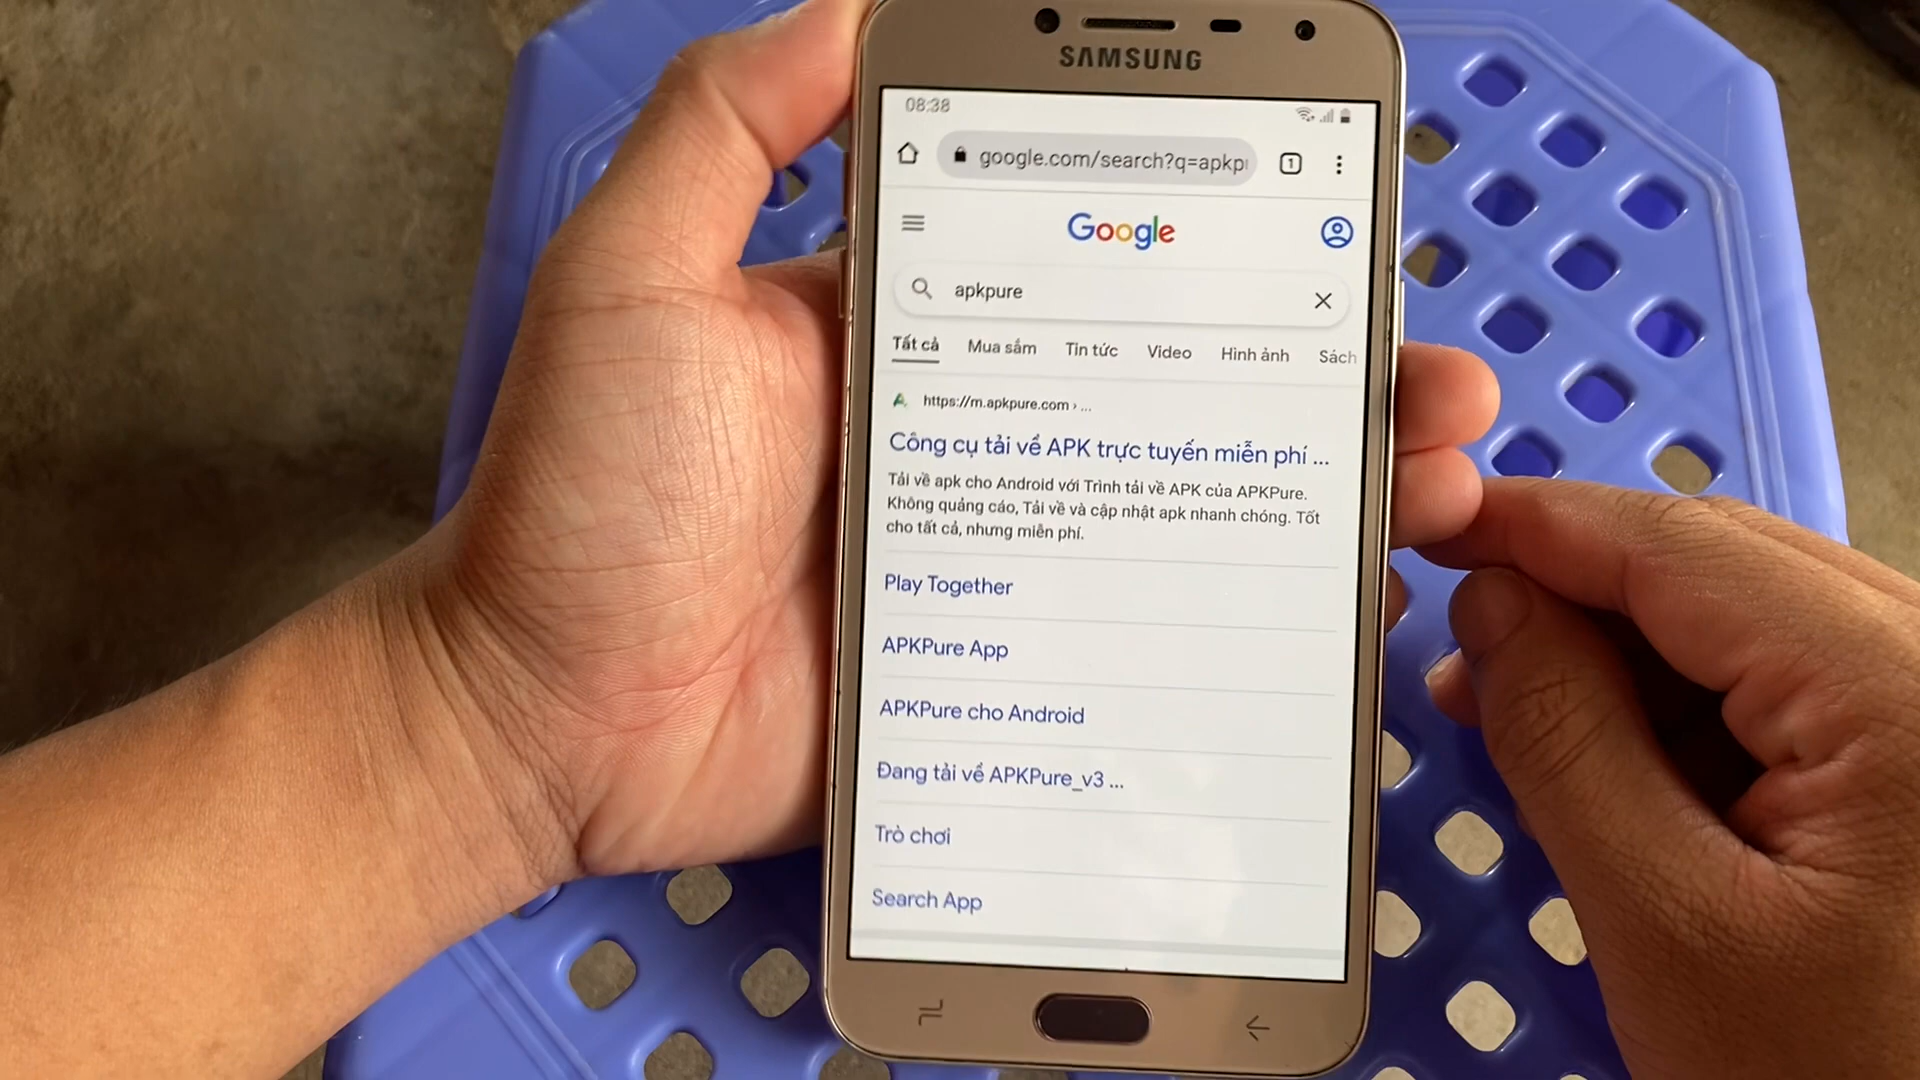 SAMSUNG
08:38
google.com/search?q=apkp
1
Google
apkpure
Tất cả Mua sắm Tin tức Video Hình ảnh Sách
https://m.apkpure.com › ...
Công cụ tải về APK trực tuyến miễn phí ...
Tải về apk cho Android với Trình tải về APK của APKPure.
Không quảng cáo, Tải về và cập nhật apk nhanh chóng. Tốt
cho tất cả, nhưng miễn phí.
Play Together
APKPure App
APKPure cho Android
Đang tải về APKPure_v3 ...
Trò chơi
Search App